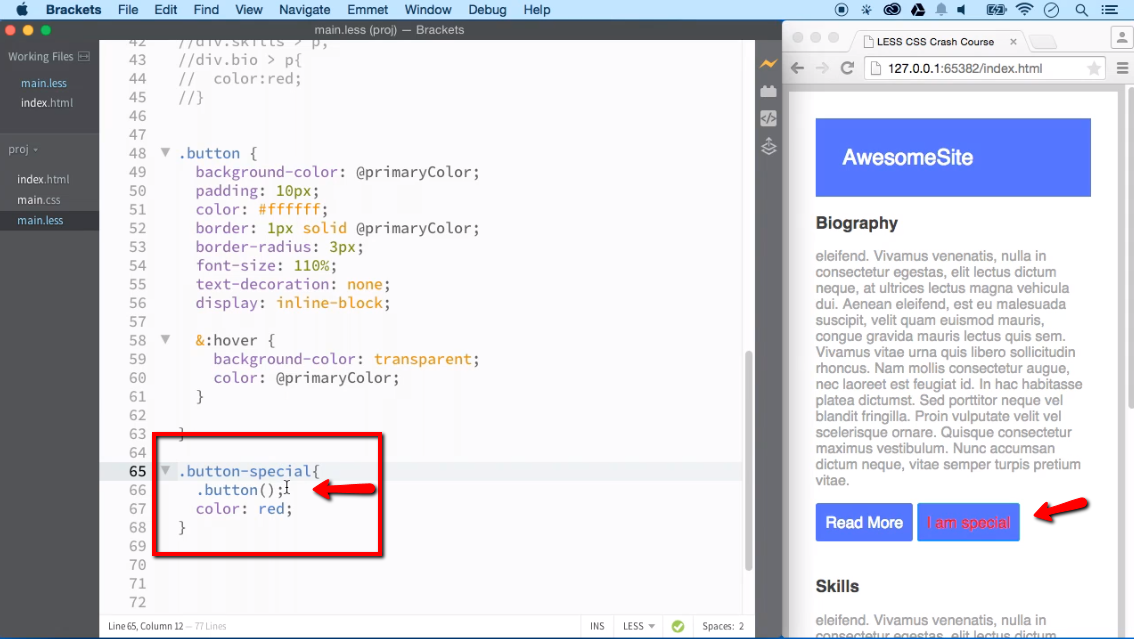 Brackets File Edit Find View Navigate Emmet Window Debug Help
main.less (proj) — Brackets
Working Files
main.less
index.html
proj
index.html
main.css
main.less
42 //div.skills > p,
43 //div.bio > p{
44 //  color:red;
45 //}
46
47
48 .button {
49 background-color: @primaryColor;
50 padding: 10px;
51 color: #ffffff;
52 border: 1px solid @primaryColor;
53 border-radius: 3px;
54 font-size: 110%;
55 text-decoration: none;
56 display: inline-block;
57
58 &:hover {
59 background-color: transparent;
60 color: @primaryColor;
61 }
62
63 }
64
65 .button-special{
66 .button();
67 color: red;
68 }
69
70
71
72
Line 65, Column 12 — 77 Lines
INS LESS Spaces: 2
LESS CSS Crash Course
127.0.0.1:65382/index.html
AwesomeSite
Biography
eleifend. Vivamus venenatis, nulla in
consectetur egestas, elit lectus dictum
neque, at ultrices lectus magna vehicula
dui. Aenean eleifend, est eu malesuada
suscipit, velit quam euismod mauris,
congue gravida mauris lectus quis sem.
Vivamus vitae urna quis libero sollicitudin
rhoncus. Nam mollis consectetur augue,
nec laoreet est feugiat id. In hac habitasse
platea dictumst. Sed porttitor neque vel
blandit fringilla. Proin vulputate velit vel
scelerisque ornare. Quisque consectetur
maximus vestibulum. Nunc accumsan
dictum neque, vitae semper turpis pretium
vitae.
Read More I am special
Skills
eleifend. Vivamus venenatis, nulla in
consectetur egestas, elit lectus dictum